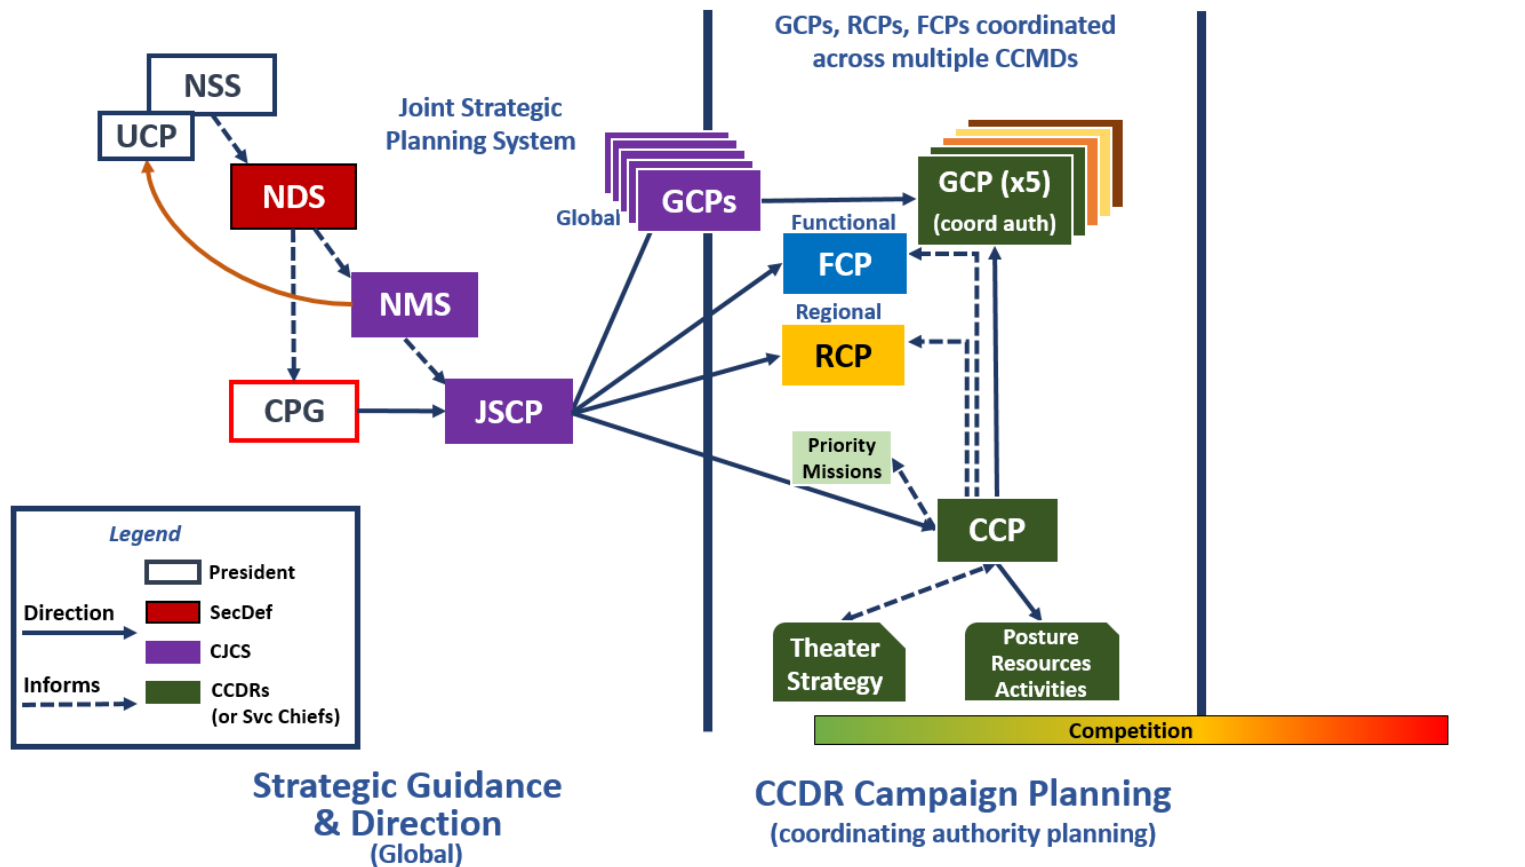 GCPs, RCPs, FCPs coordinated
across multiple CCMDs
NSS
UCP
Joint Strategic
Planning System
NDS
GCPs
Global
GCP (x5)
(coord auth)
Functional
FCP
NMS
Regional
RCP
CPG
JSCP
Priority
Missions
CCP
Legend
President
Direction
SecDef
CJCS
Informs
CCDRs
(or Svc Chiefs)
Theater
Strategy
Posture
Resources
Activities
Competition
Strategic Guidance
& Direction
(Global)
CCDR Campaign Planning
(coordinating authority planning)